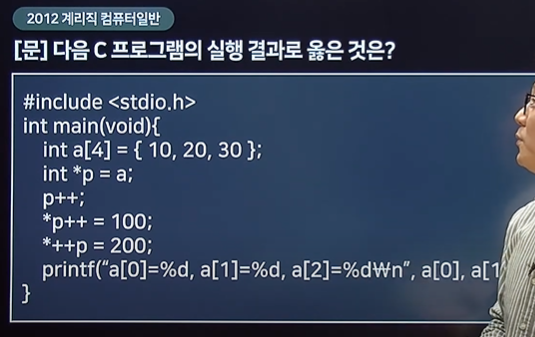 2012 계리직 컴퓨터일반
[문] 다음 C 프로그램의 실행 결과로 옳은 것은?
#include <stdio.h>
int main(void){
int a[4] = { 10, 20, 30 };
int *p = a;
p++;
*p++ = 100;
*++p = 200;
printf(“a[0]=%d, a[1]=%d, a[2]=%d₩n”, a[0], a[1
}